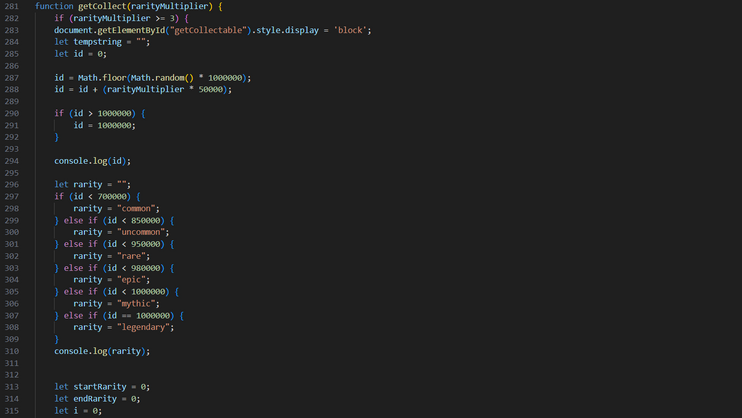 281 function getCollect(rarityMultiplier) {
282 if (rarityMultiplier >= 3) {
283 document.getElementById("getCollectable").style.display = 'block';
284 let tempstring = "";
285 let id = 0;
286
287 id = Math.floor(Math.random() * 1000000);
288 id = id + (rarityMultiplier * 50000);
289
290 if (id > 1000000) {
291 id = 1000000;
292 }
293
294 console.log(id);
295
296 let rarity = "";
297 if (id < 700000) {
298 rarity = "common";
299 } else if (id < 850000) {
300 rarity = "uncommon";
301 } else if (id < 950000) {
302 rarity = "rare";
303 } else if (id < 980000) {
304 rarity = "epic";
305 } else if (id < 1000000) {
306 rarity = "mythic";
307 } else if (id == 1000000) {
308 rarity = "legendary";
309 }
310 console.log(rarity);
311
312
313 let startRarity = 0;
314 let endRarity = 0;
315 let i = 0;